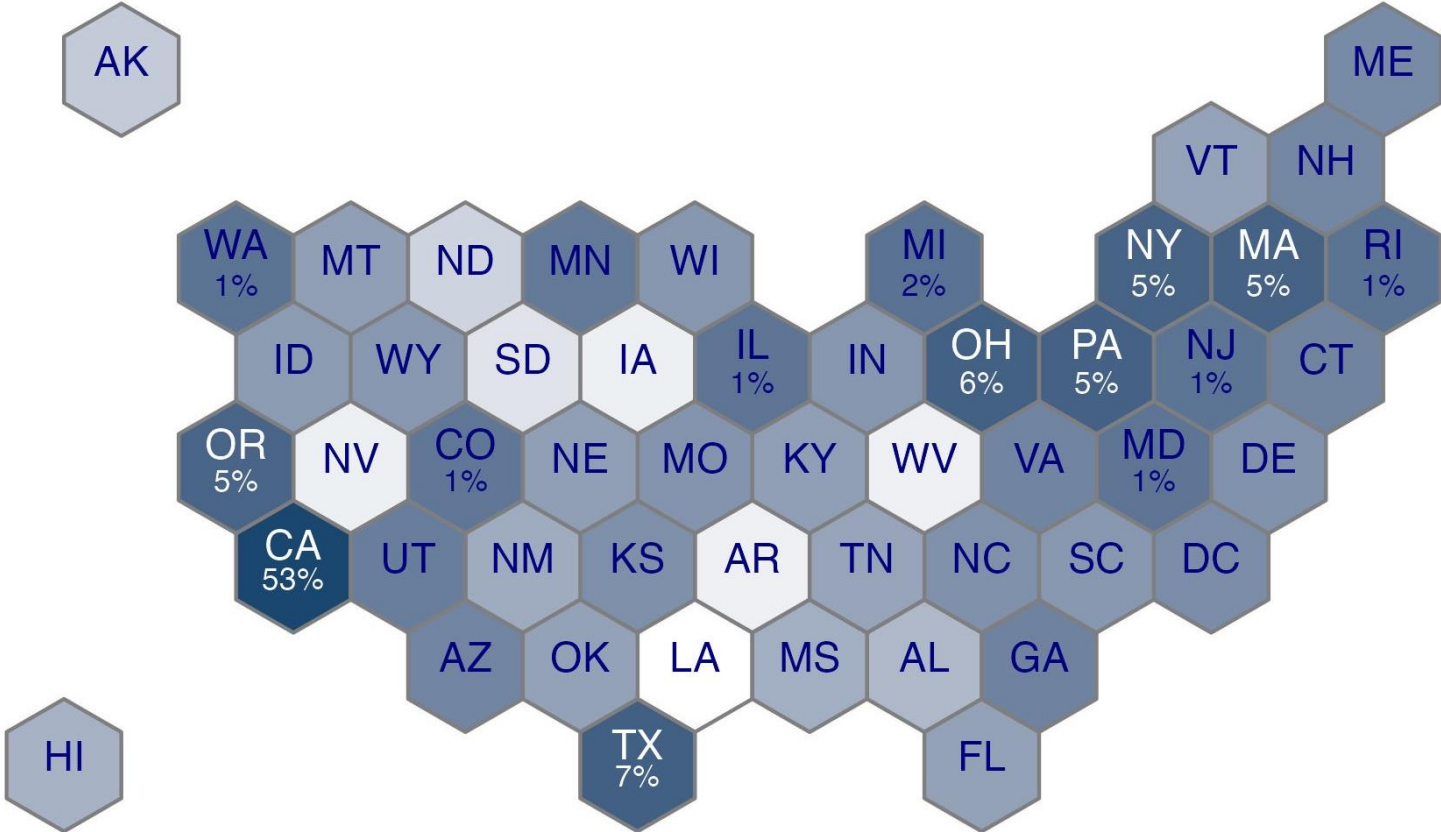 AK
ME
VT
NH
WA
1%
MT
ND
MN
WI
MI
2%
NY
5%
MA
5%
RI
1%
ID
WY
SD
IA
IL
1%
IN
OH
6%
PA
5%
NJ
1%
CT
OR
5%
NV
CO
1%
NE
MO
KY
WV
VA
MD
1%
DE
CA
53%
UT
NM
KS
AR
TN
NC
SC
DC
AZ
OK
LA
MS
AL
GA
HI
TX
7%
FL